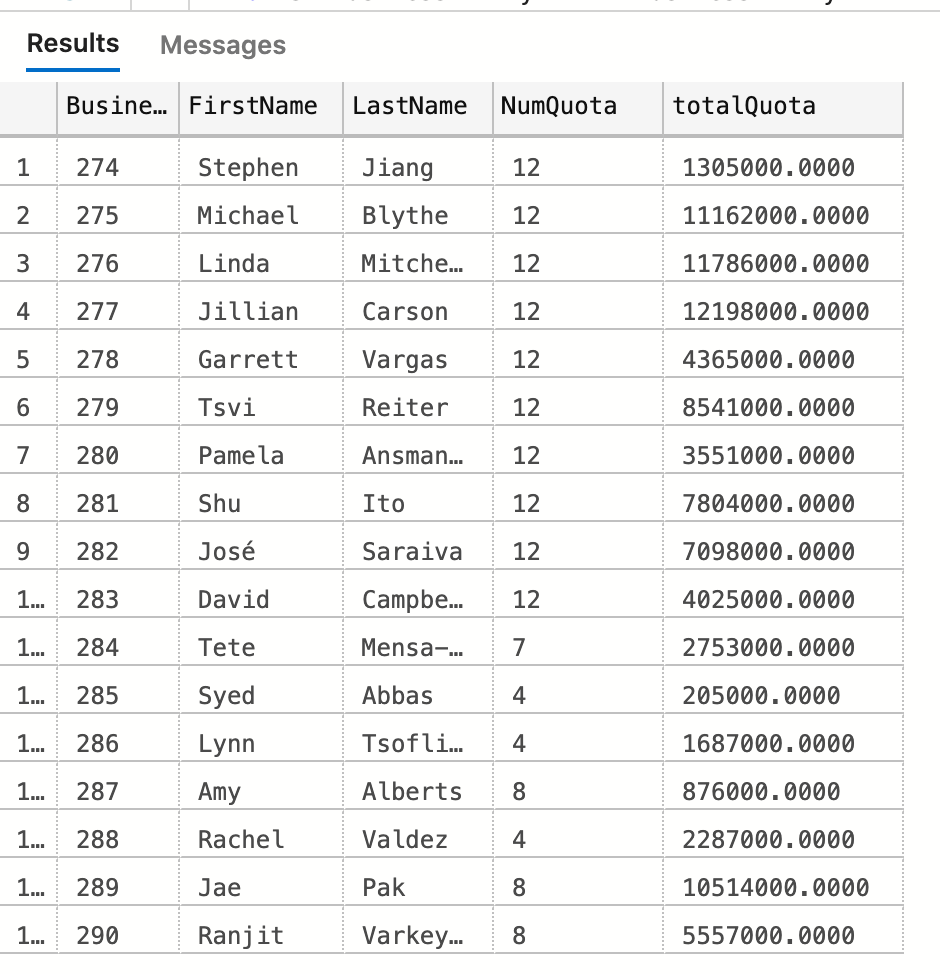 Results Messages
Busine… FirstName LastName NumQuota totalQuota
1 274 Stephen Jiang 12 1305000.0000
2 275 Michael Blythe 12 11162000.0000
3 276 Linda Mitche… 12 11786000.0000
4 277 Jillian Carson 12 12198000.0000
5 278 Garrett Vargas 12 4365000.0000
6 279 Tsvi Reiter 12 8541000.0000
7 280 Pamela Ansman… 12 3551000.0000
8 281 Shu Ito 12 7804000.0000
9 282 José Saraiva 12 7098000.0000
1… 283 David Campbe… 12 4025000.0000
1… 284 Tete Mensa-… 7 2753000.0000
1… 285 Syed Abbas 4 205000.0000
1… 286 Lynn Tsofli… 4 1687000.0000
1… 287 Amy Alberts 8 876000.0000
1… 288 Rachel Valdez 4 2287000.0000
1… 289 Jae Pak 8 10514000.0000
1… 290 Ranjit Varkey… 8 5557000.0000